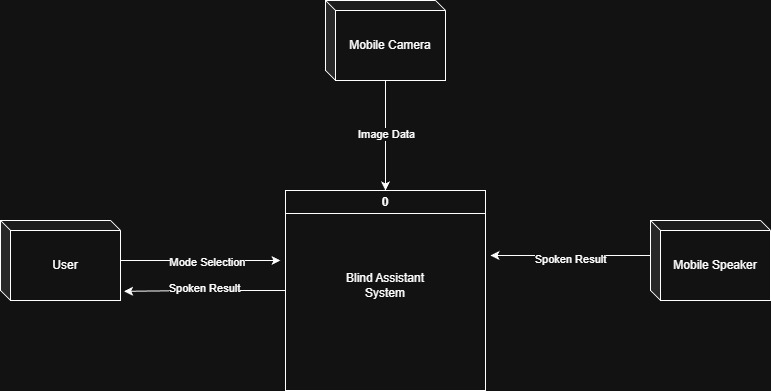 Mobile Camera
Image Data
0
User
Mode Selection
Spoken Result
Blind Assistant
System
Spoken Result
Mobile Speaker